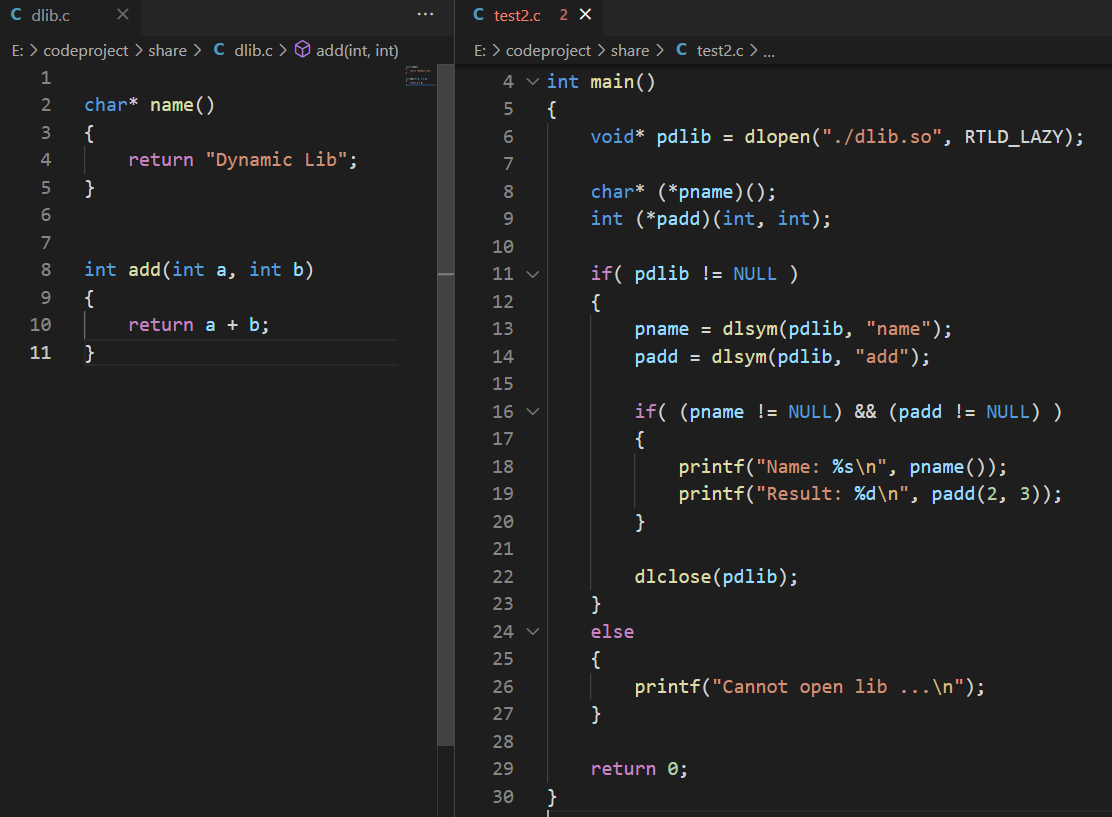 C dlib.c × ···
E: > codeproject > share > C dlib.c > add(int, int)
1
2 char* name()
3 {
4     return "Dynamic Lib";
5 }
6
7
8 int add(int a, int b)
9 {
10     return a + b;
11 }
C test2.c 2 ×
E: > codeproject > share > C test2.c > ...
4 int main()
5 {
6     void* pdlib = dlopen("./dlib.so", RTLD_LAZY);
7
8     char* (*pname)();
9     int (*padd)(int, int);
10
11     if( pdlib != NULL )
12     {
13         pname = dlsym(pdlib, "name");
14         padd = dlsym(pdlib, "add");
15
16         if( (pname != NULL) && (padd != NULL) )
17         {
18             printf("Name: %s\n", pname());
19             printf("Result: %d\n", padd(2, 3));
20         }
21
22         dlclose(pdlib);
23     }
24     else
25     {
26         printf("Cannot open lib ...\n");
27     }
28
29     return 0;
30 }